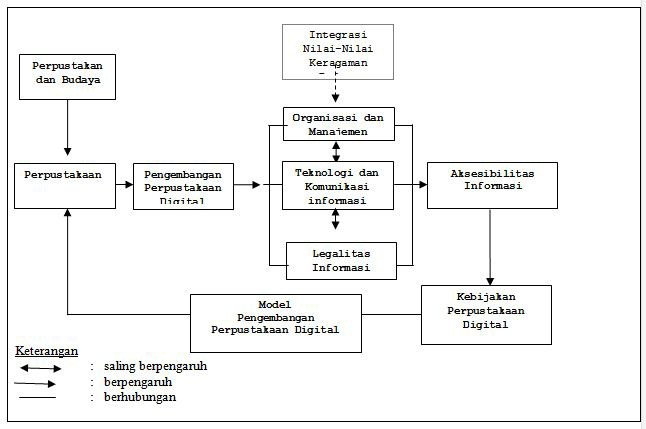 Integrasi
Nilai-Nilai
Keragaman
Perpustakan
dan Budaya
Organisasi dan
Manajemen
Perpustakaan
Pengembangan
Perpustakaan
Digital
Teknologi dan
Komunikasi
informasi
Aksesibilitas
Informasi
Legalitas
Informasi
Model
Pengembangan
Perpustakaan Digital
Kebijakan
Perpustakaan
Digital
Keterangan
: saling berpengaruh
: berpengaruh
: berhubungan